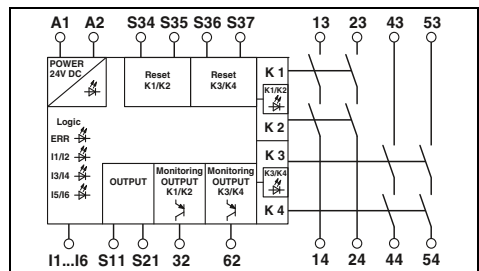 A1 A2 S34 S35 S36 S37 13 23 43 53
POWER
24V DC
Reset
K1/K2
Reset
K3/K4
K 1
K1/K2
K 2
Logic
ERR
I1/I2
I3/I4
I5/I6
K 3
K3/K4
K 4
OUTPUT
Monitoring
OUTPUT
K1/K2
Monitoring
OUTPUT
K3/K4
I1...I6 S11 S21 32 62 14 24 44 54